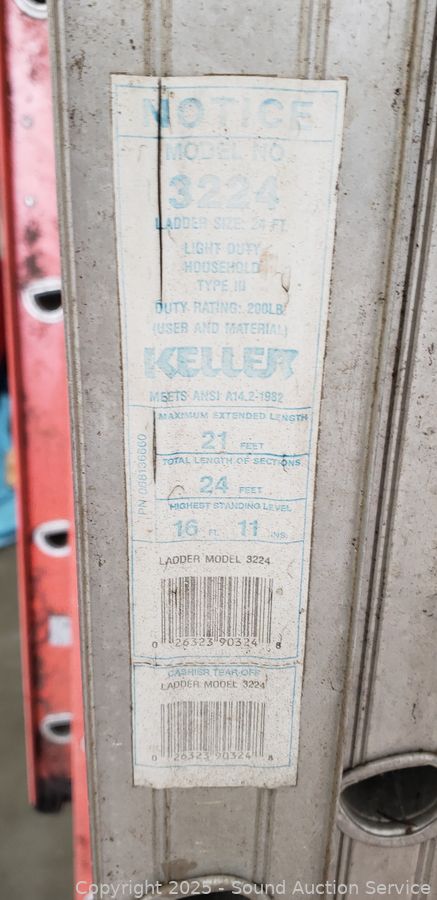 NOTICE
MODEL NO
3224
LADDER SIZE: 24 FT.
LIGHT DUTY
HOUSEHOLD
TYPE III
DUTY RATING: 200LB
(USER AND MATERIAL)
KELLER
MEETS ANSI A14.2-1982
MAXIMUM EXTENDED LENGTH
21 FEET
TOTAL LENGTH OF SECTIONS
24 FEET
HIGHEST STANDING LEVEL
16 FT. 11 INS.
PN 098136660
LADDER MODEL 3224
0 26323 90324 8
CASHIER TEAR-OFF
LADDER MODEL 3224
0 26323 90324 8
Copyright 2025 - Sound Auction Service